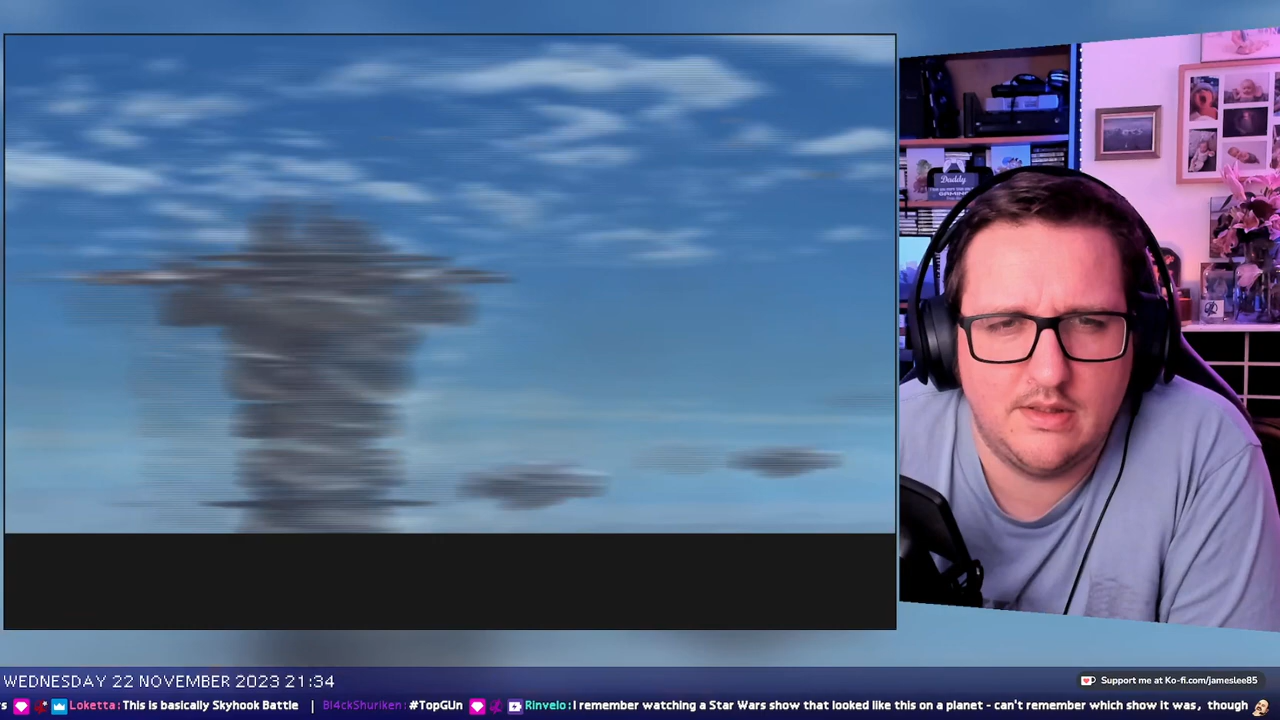 Daddy
GAMING
WEDNESDAY 22 NOVEMBER 2023 21:34
Support me at Ko-fi.com/jameslee85
s Loketta: This is basically Skyhook Battle | Bl4ckShuriken: #TopGUn Rinvelo: I remember watching a Star Wars show that looked like this on a planet - can't remember which show it was, though